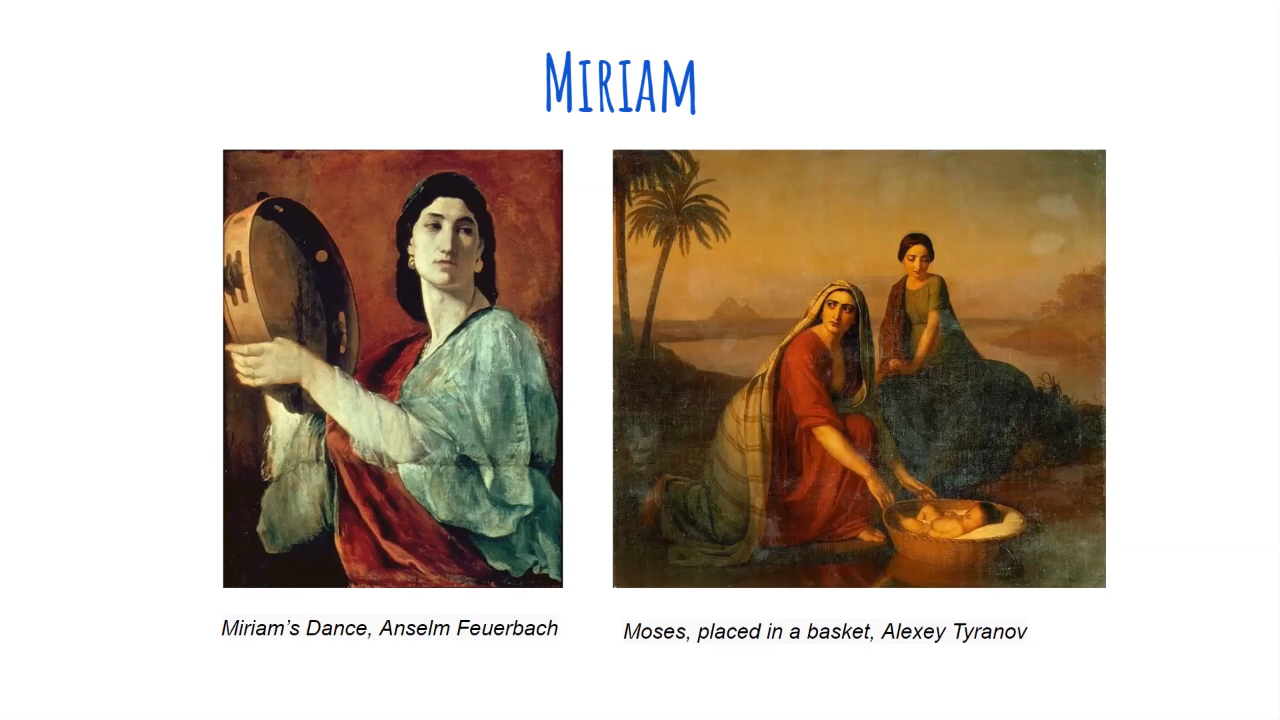 Miriam
Miriam’s Dance, Anselm Feuerbach
Moses, placed in a basket, Alexey Tyranov